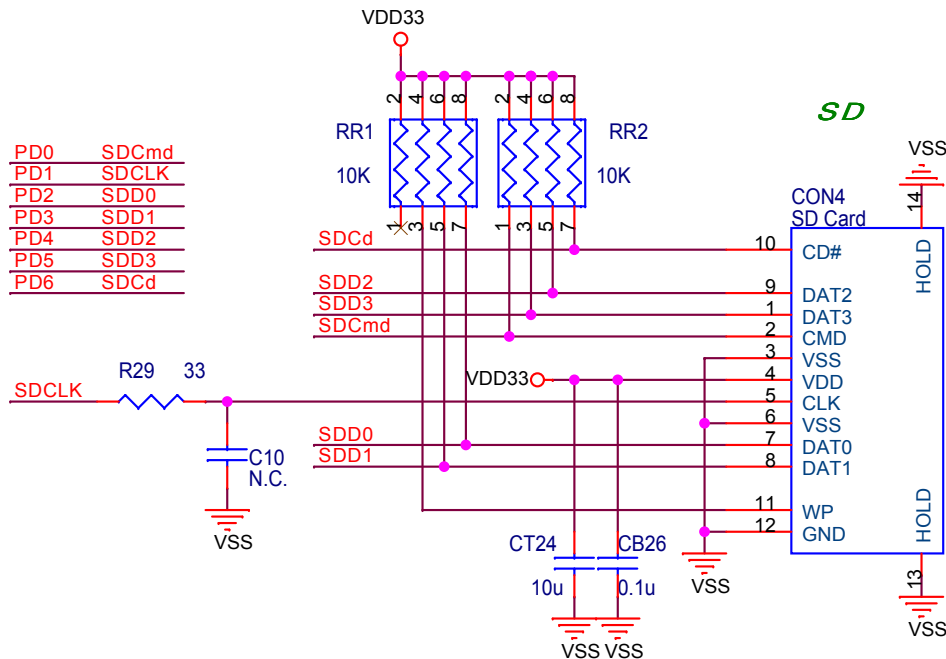 VDD33
2 4 6 8 2 4 6 8
SD
RR1 RR2
10K 10K
1 3 5 7 1 3 5 7
PD0 SDCmd
PD1 SDCLK
PD2 SDD0
PD3 SDD1
PD4 SDD2
PD5 SDD3
PD6 SDCd
VSS
14
CON4
SD Card
SDCd 10 CD# HOLD
SDD2 9 DAT2
SDD3 1 DAT3
SDCmd 2 CMD
3 VSS
VDD33 4 VDD
R29 33
SDCLK 5 CLK
6 VSS
SDD0 7 DAT0
SDD1 8 DAT1
C10
N.C.
VSS
11 WP
12 GND HOLD
CT24 CB26
10u 0.1u
VSS
13
VSS
VSS VSS